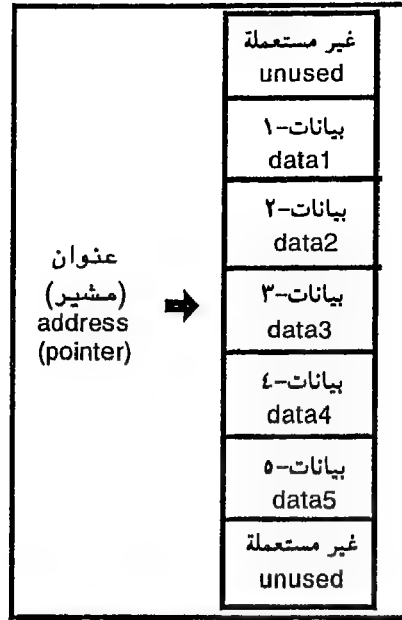 غير مستعملة
unused
بيانات-١
data1
بيانات-٢
data2
عنوان
(مشير)
address
(pointer)
بيانات-٣
data3
بيانات-٤
data4
بيانات-٥
data5
غير مستعملة
unused